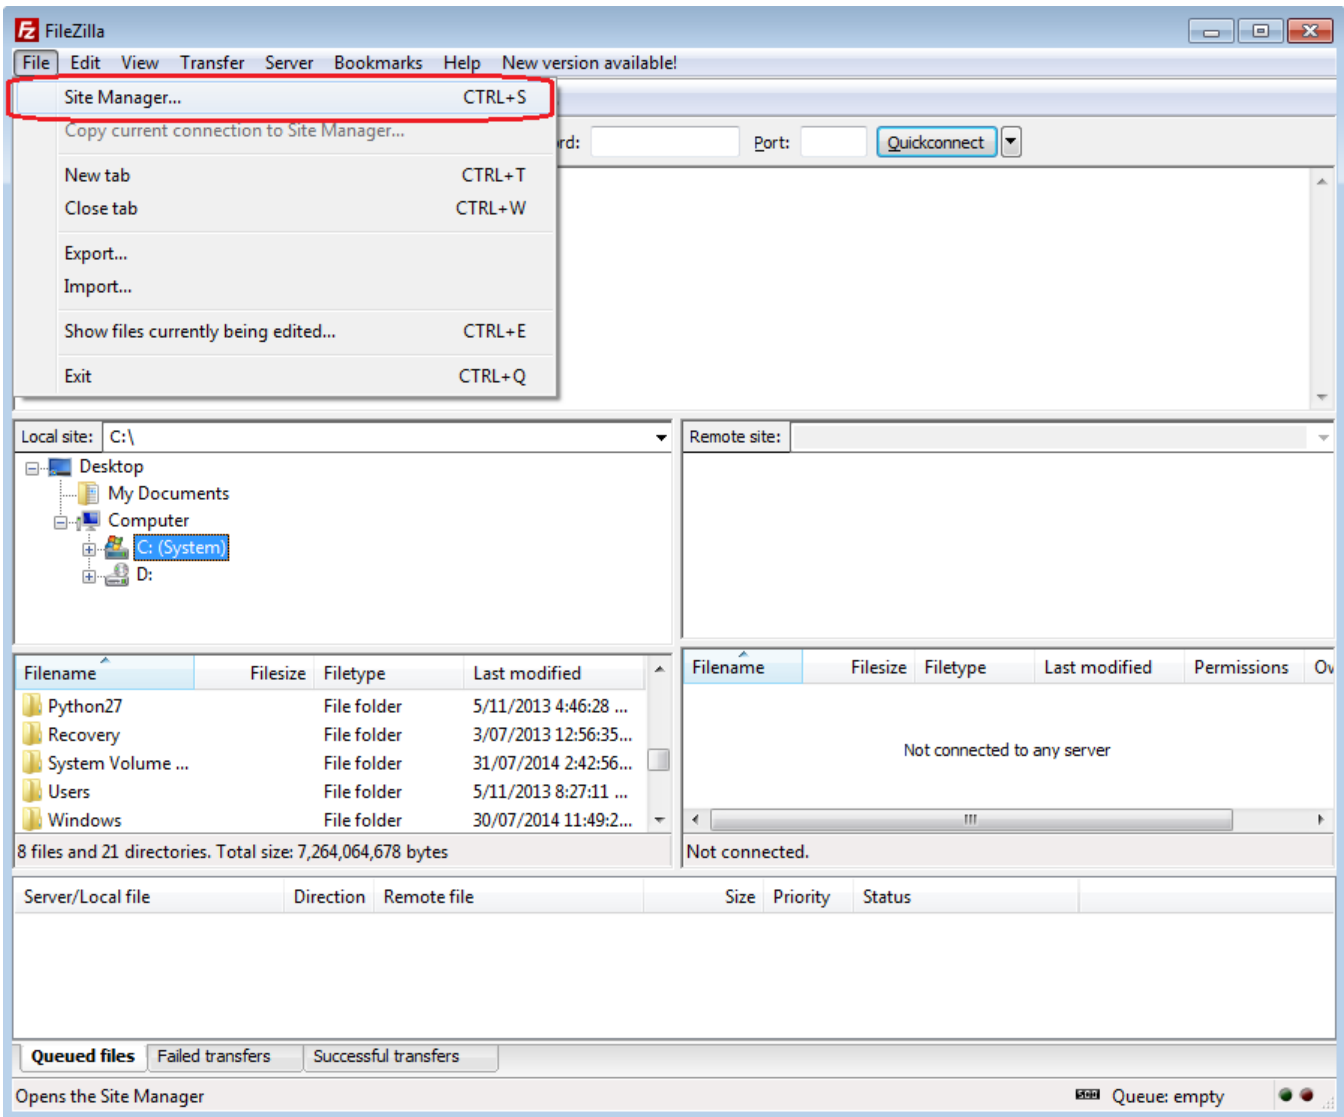 FileZilla
File Edit View Transfer Server Bookmarks Help New version available!
Site Manager... CTRL+S
Copy current connection to Site Manager...
rd: Port: Quickconnect
New tab CTRL+T
Close tab CTRL+W
Export...
Import...
Show files currently being edited... CTRL+E
Exit CTRL+Q
Local site: C:\
Desktop
My Documents
Computer
C: (System)
D:
Remote site:
Filename Filesize Filetype Last modified
Python27 File folder 5/11/2013 4:46:28 ...
Recovery File folder 3/07/2013 12:56:35...
System Volume ... File folder 31/07/2014 2:42:56...
Users File folder 5/11/2013 8:27:11 ...
Windows File folder 30/07/2014 11:49:2...
8 files and 21 directories. Total size: 7,264,064,678 bytes
Filename Filesize Filetype Last modified Permissions Ov
Not connected to any server
Not connected.
Server/Local file Direction Remote file Size Priority Status
Queued files Failed transfers Successful transfers
Opens the Site Manager Queue: empty